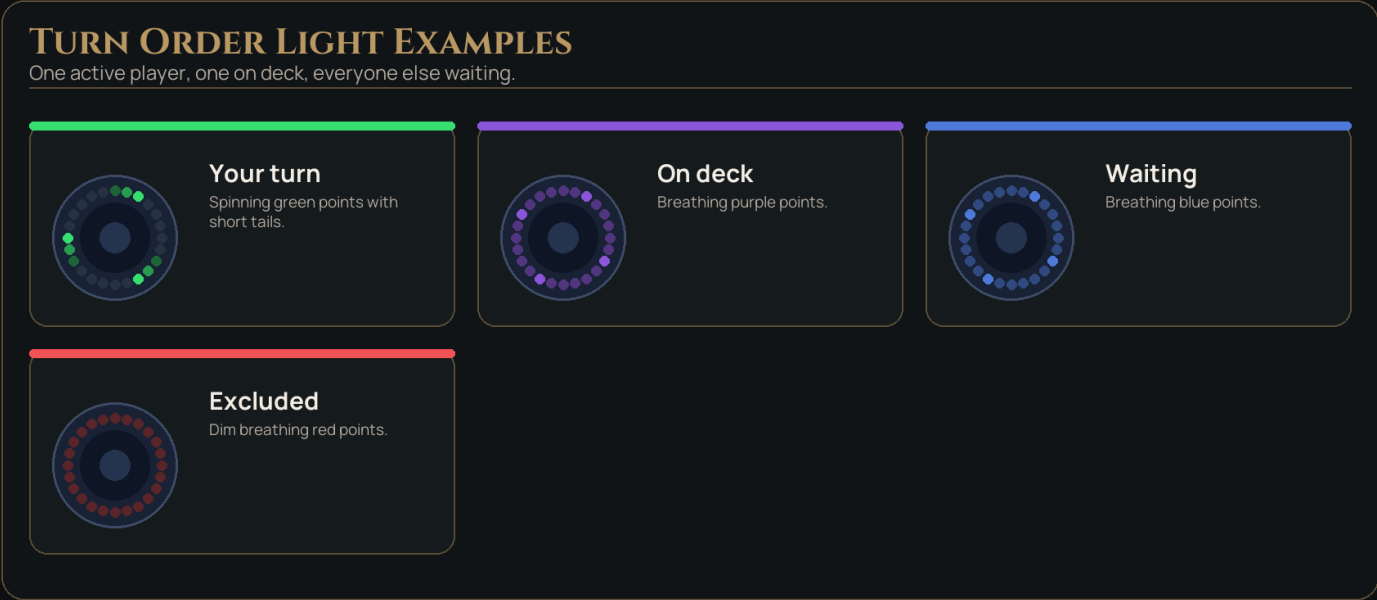 Turn Order Light Examples
One active player, one on deck, everyone else waiting.
Your turn
Spinning green points with
short tails.
On deck
Breathing purple points.
Waiting
Breathing blue points.
Excluded
Dim breathing red points.